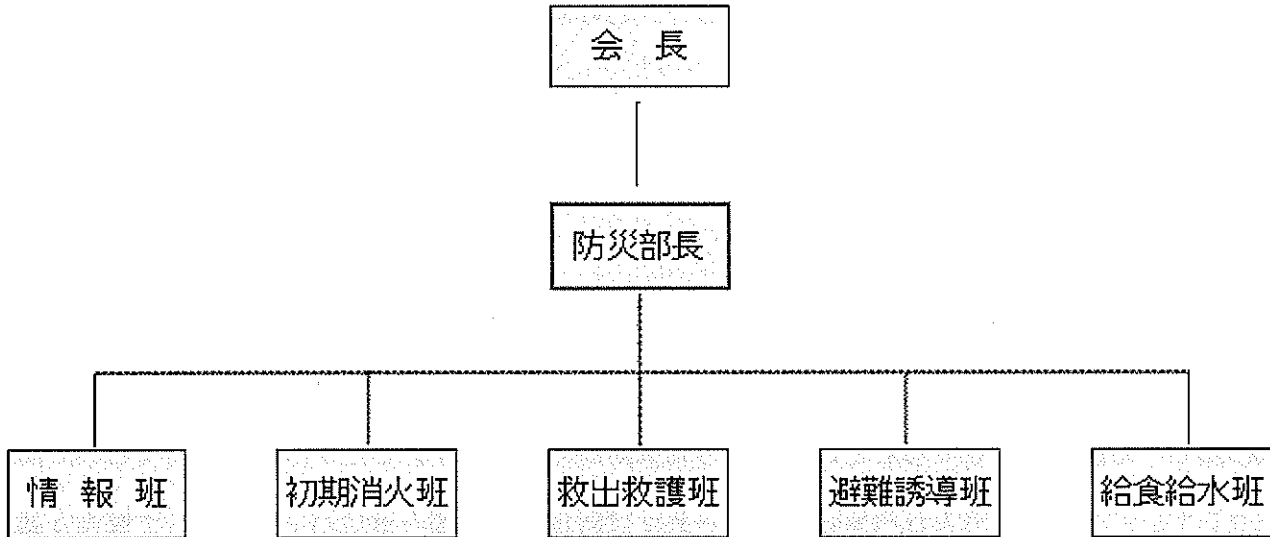 会 長
防災部長
情 報 班
初期消火班
救出救護班
避難誘導班
給食給水班